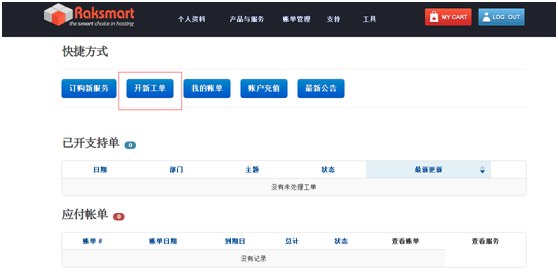 Raksmart
the smart choice in hosting
个人资料 产品与服务 账单管理 支持 工具
MY CART LOG OUT
快捷方式
订购新服务 开新工单 我的账单 账户充值 最新公告
已开支持单 0
日期 部门 主题 状态 最新更新
没有未处理工单
应付帐单 0
账单 # 账单日期 到期日 总计 状态 查看账单 查看服务
没有记录